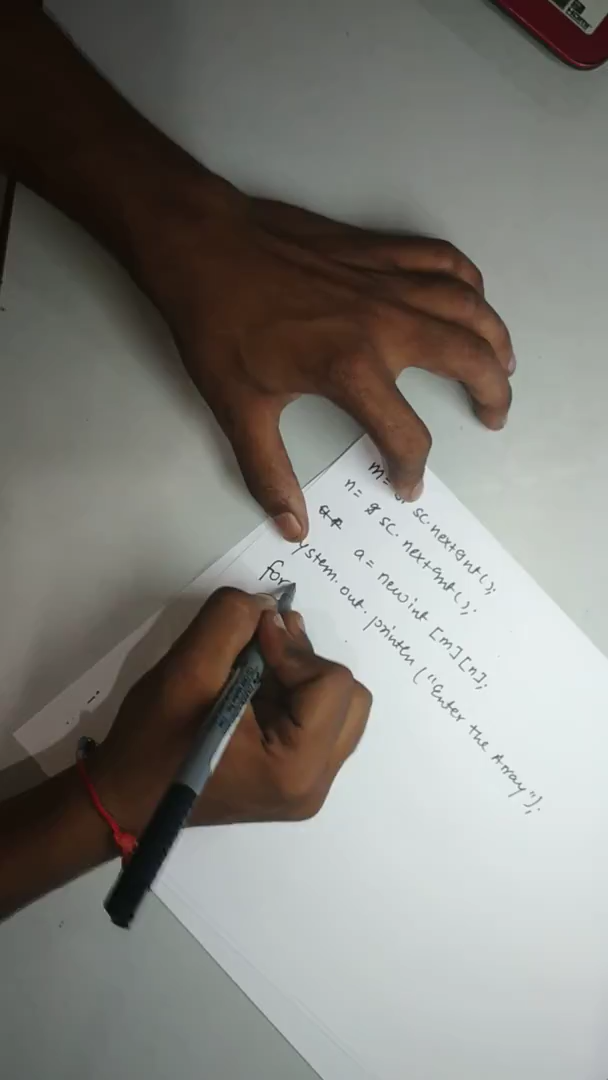 m= sc.nextInt();
n= sc.nextInt();
a = new int [m][n];
System.out.println("Enter the Array");
for